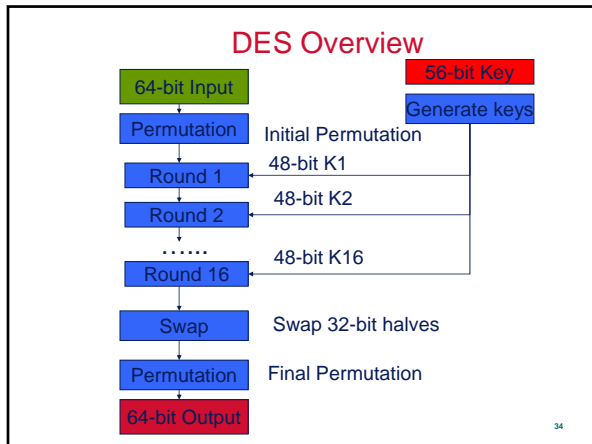 DES Overview
56-bit Key
64-bit Input
Generate keys
Permutation
Initial Permutation
48-bit K1
Round 1
48-bit K2
Round 2
......
48-bit K16
Round 16
Swap
Swap 32-bit halves
Permutation
Final Permutation
64-bit Output
34